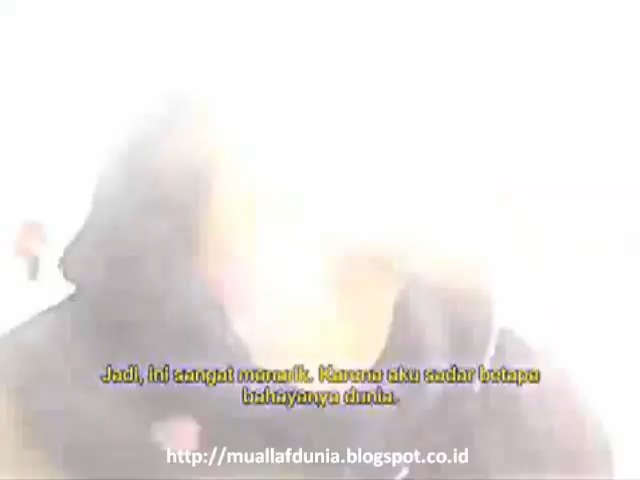 Jadi, ini sangat menarik. Karena aku sadar betapa
bahayanya dunia.
http://muallafdunia.blogspot.co.id